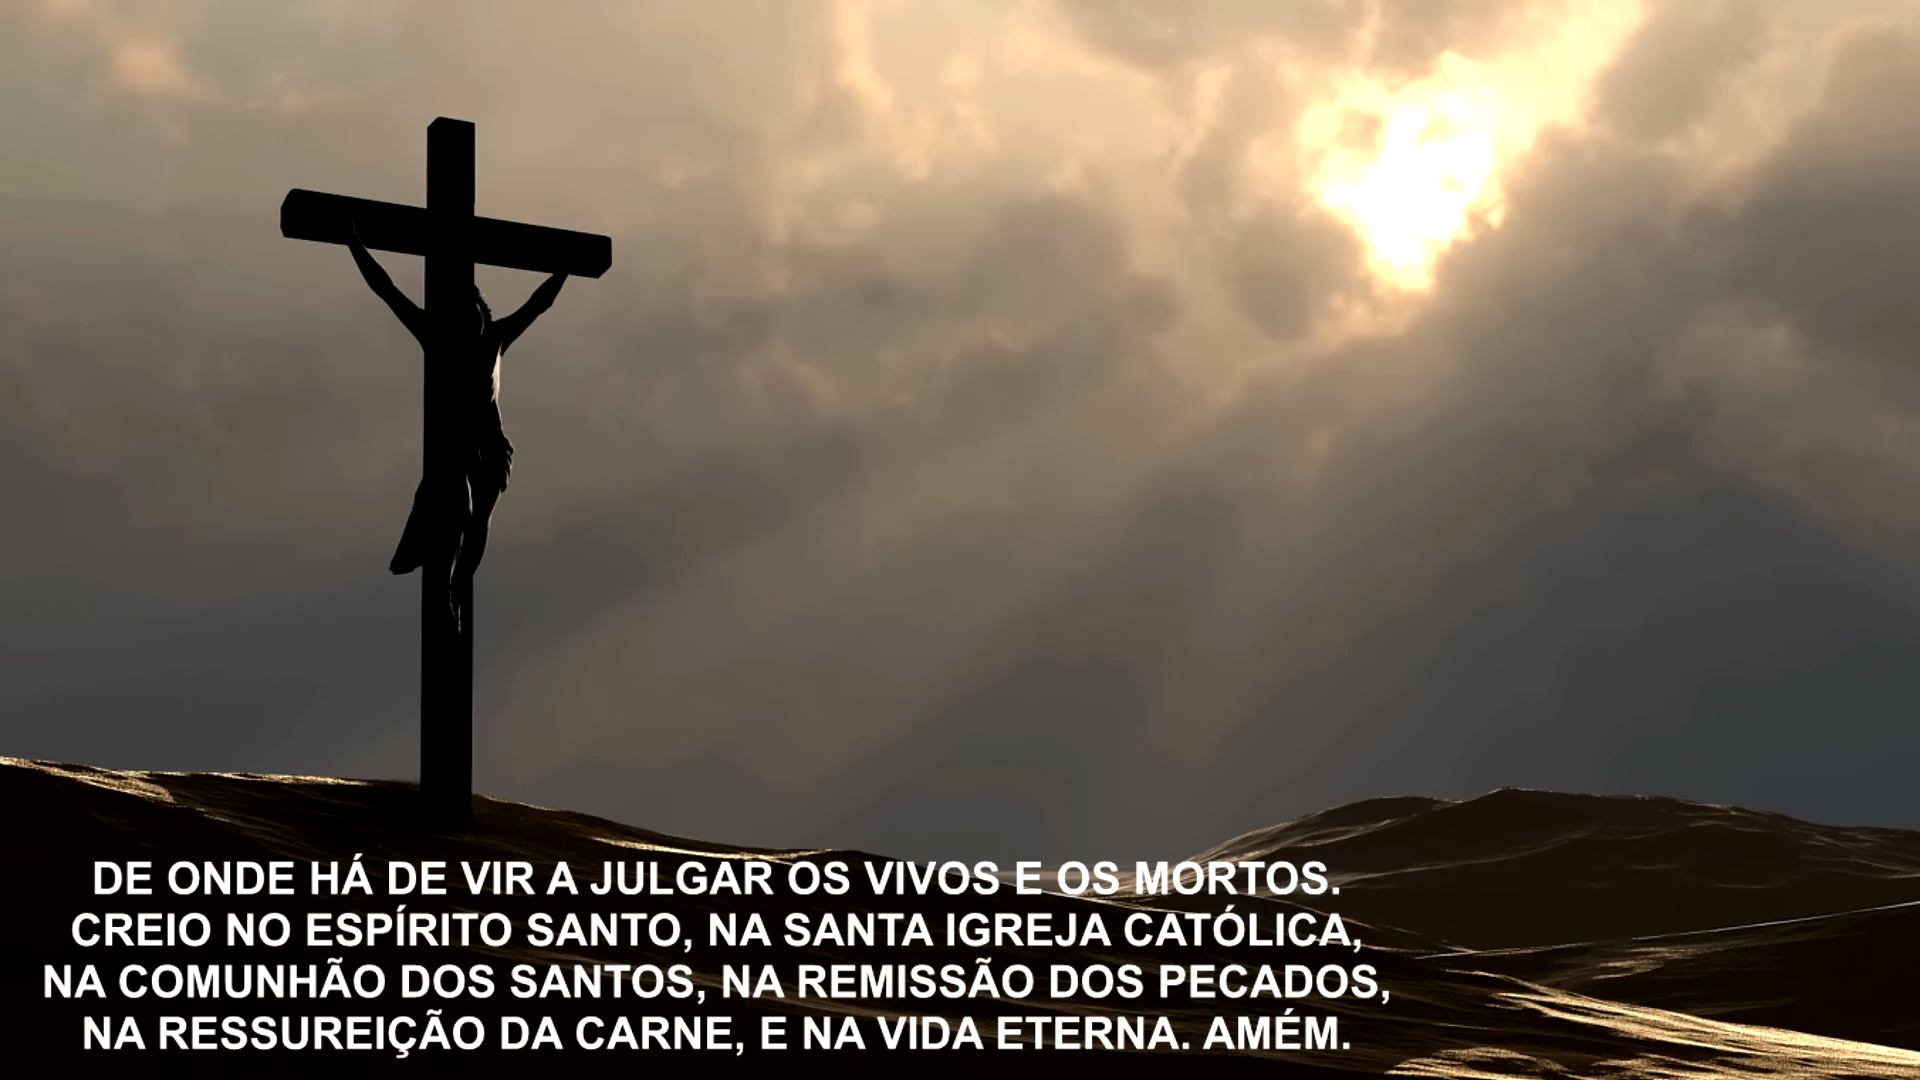 DE ONDE HÁ DE VIR A JULGAR OS VIVOS E OS MORTOS.
CREIO NO ESPÍRITO SANTO, NA SANTA IGREJA CATÓLICA,
NA COMUNHÃO DOS SANTOS, NA REMISSÃO DOS PECADOS,
NA RESSUREIÇÃO DA CARNE, E NA VIDA ETERNA. AMÉM.